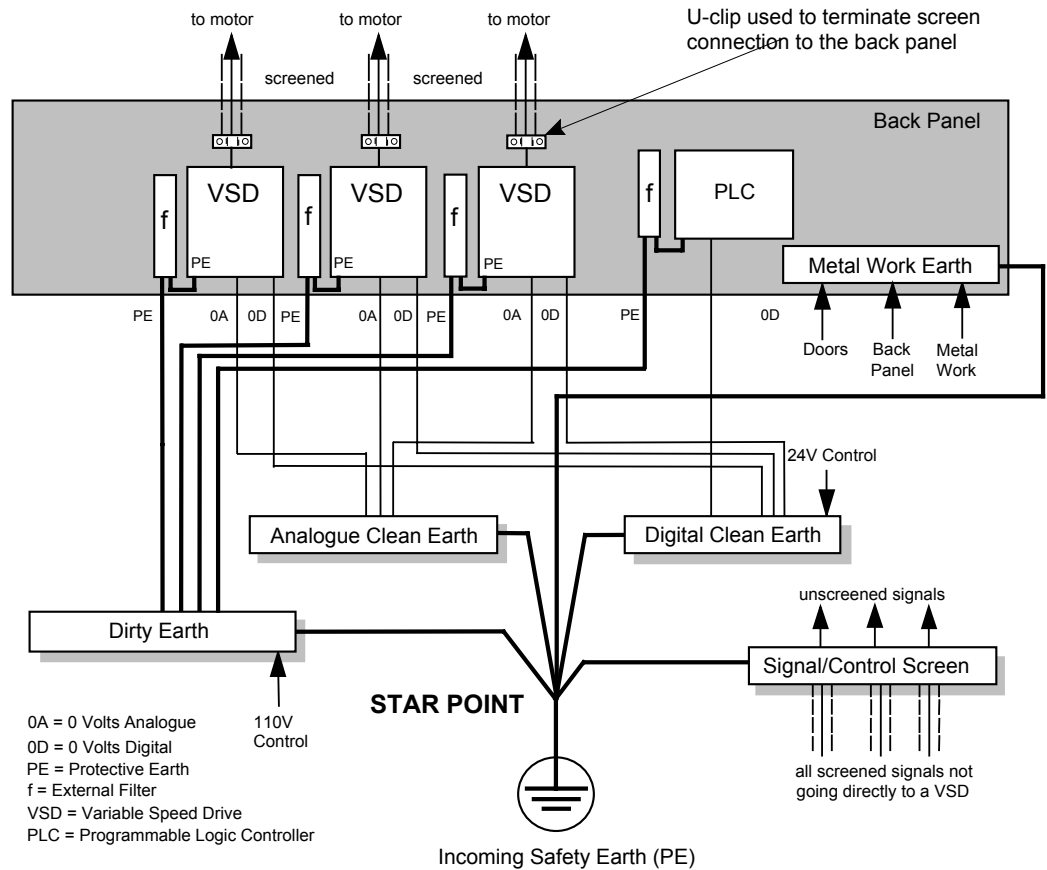 to motor
to motor
to motor
U-clip used to terminate screen
connection to the back panel
screened
screened
Back Panel
VSD
VSD
VSD
PLC
f
f
f
f
PE
PE
PE
Metal Work Earth
PE
0A
0D
PE
0A
0D
PE
0A
0D
PE
0D
Doors
Back
Panel
Metal
Work
24V Control
Analogue Clean Earth
Digital Clean Earth
unscreened signals
Dirty Earth
Signal/Control Screen
STAR POINT
110V
Control
0A = 0 Volts Analogue
0D = 0 Volts Digital
PE = Protective Earth
f = External Filter
VSD = Variable Speed Drive
PLC = Programmable Logic Controller
all screened signals not
going directly to a VSD
Incoming Safety Earth (PE)